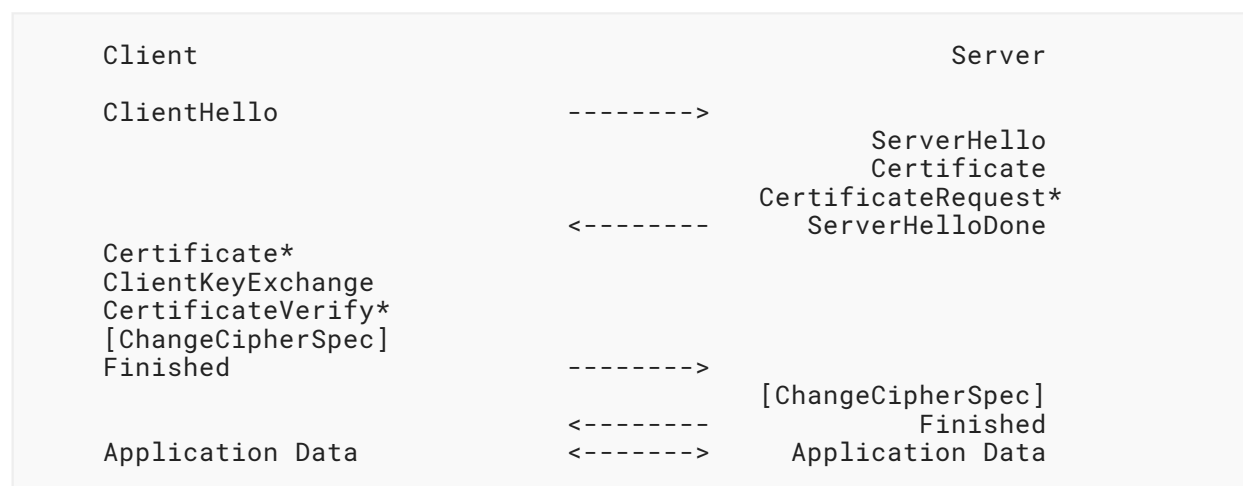 Client Server
ClientHello -------->
ServerHello
Certificate
CertificateRequest*
<-------- ServerHelloDone
Certificate*
ClientKeyExchange
CertificateVerify*
[ChangeCipherSpec]
Finished -------->
[ChangeCipherSpec]
<-------- Finished
Application Data <-------> Application Data